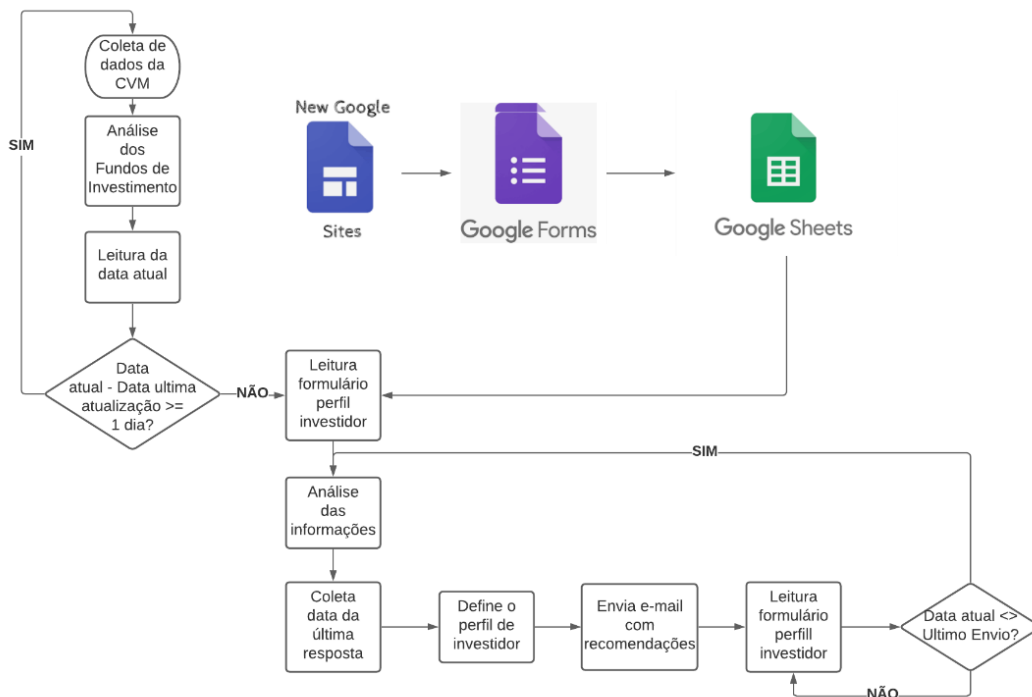 Coleta de
dados da
CVM
SIM
Análise
dos
Fundos de
Investimento
Leitura da
data atual
Data
atual - Data ultima
atualização >=
1 dia?
NÃO
New Google
Sites
Google Forms
Google Sheets
Leitura
formulário
perfil
investidor
SIM
Análise
das
informações
Coleta
data da
última
resposta
Define o
perfil de
investidor
Envia e-mail
com
recomendações
Leitura
formulário
perfill
investidor
Data atual <>
Ultimo Envio?
NÃO